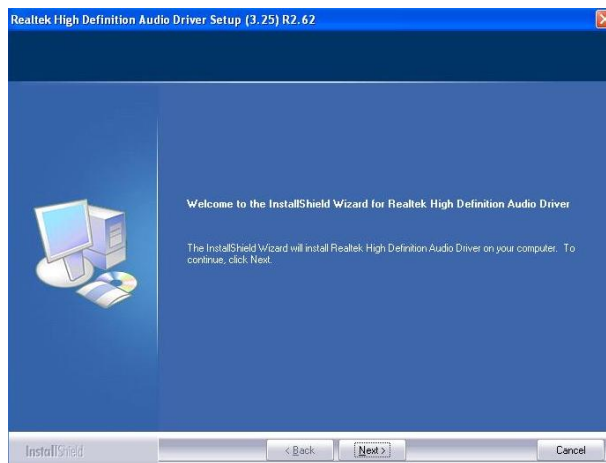 Realtek High Definition Audio Driver Setup (3.25) R2.62
Welcome to the InstallShield Wizard for Realtek High Definition Audio Driver
The InstallShield Wizard will install Realtek High Definition Audio Driver on your computer. To
continue, click Next.
InstallShield
< Back
Next >
Cancel